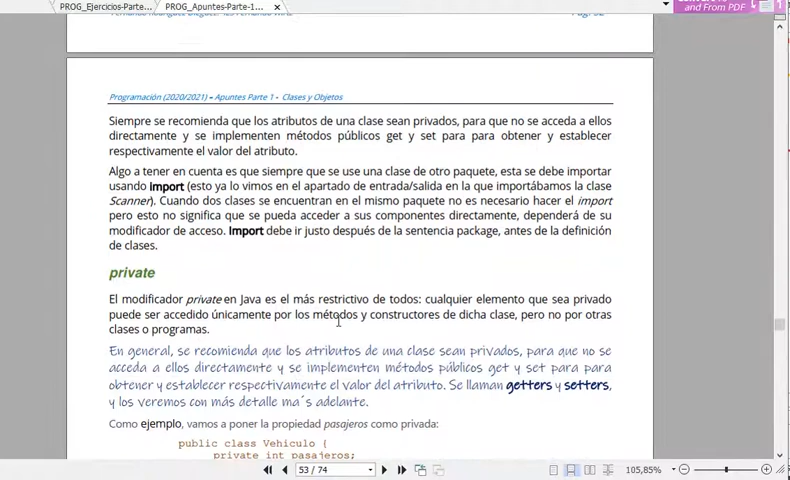 PROG_Ejercicios-Parte...
PROG_Apuntes-Parte-1...
and From PDF
Programación (2020/2021) – Apuntes Parte 1 - Clases y Objetos
Siempre se recomienda que los atributos de una clase sean privados, para que no se acceda a ellos
directamente y se implementen métodos públicos get y set para para obtener y establecer
respectivamente el valor del atributo.
Algo a tener en cuenta es que siempre que se use una clase de otro paquete, esta se debe importar
usando import (esto ya lo vimos en el apartado de entrada/salida en la que importábamos la clase
Scanner). Cuando dos clases se encuentran en el mismo paquete no es necesario hacer el import
pero esto no significa que se pueda acceder a sus componentes directamente, dependerá de su
modificador de acceso. Import debe ir justo después de la sentencia package, antes de la definición
de clases.
private
El modificador private en Java es el más restrictivo de todos: cualquier elemento que sea privado
puede ser accedido únicamente por los métodos y constructores de dicha clase, pero no por otras
clases o programas.
En general, se recomienda que los atributos de una clase sean privados, para que no se
acceda a ellos directamente y se implementen métodos públicos get y set para para
obtener y establecer respectivamente el valor del atributo. Se llaman getters y setters,
y los veremos con más detalle ma´s adelante.
Como ejemplo, vamos a poner la propiedad pasajeros como privada:
public class Vehiculo {
private int pasajeros;
53 / 74
105,85%